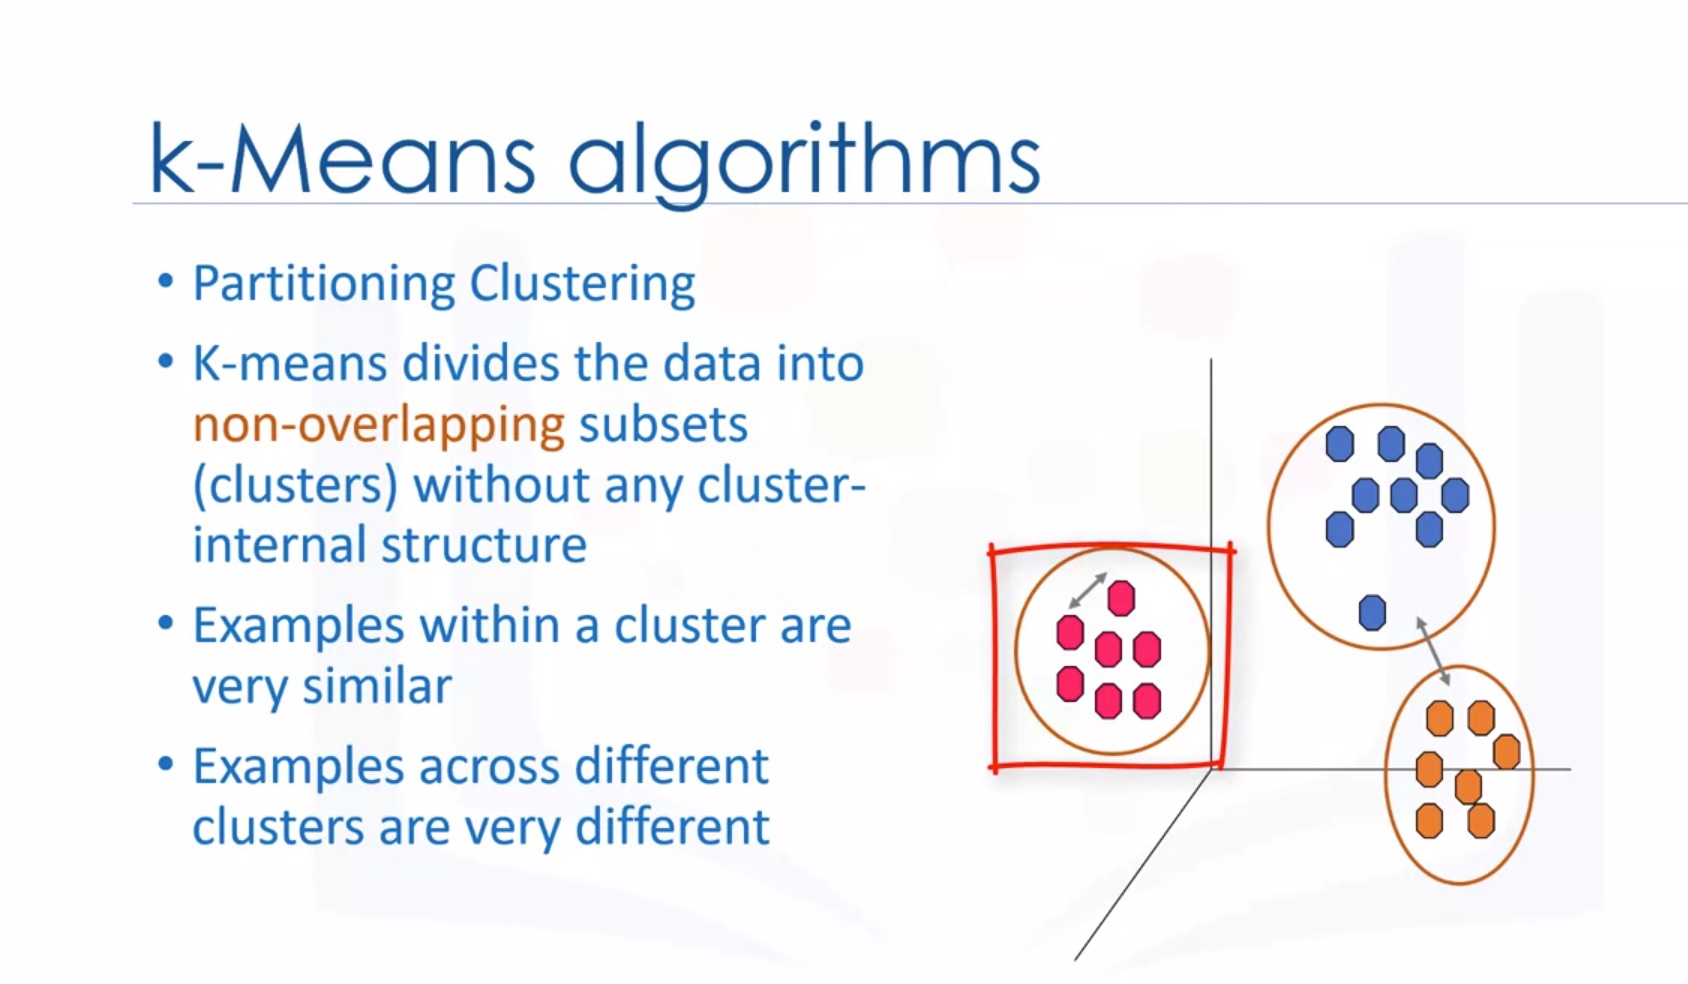 k-Means algorithms
• Partitioning Clustering
• K-means divides the data into
non-overlapping subsets
(clusters) without any cluster-
internal structure
• Examples within a cluster are
very similar
• Examples across different
clusters are very different